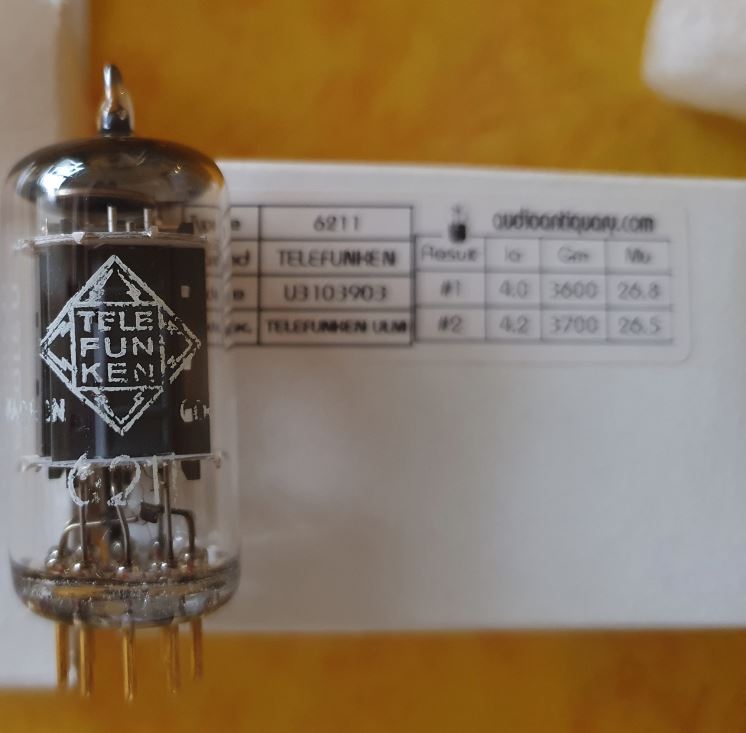 TELE
FUN
KEN
621
6211
TELEFUNKEN
U3103903
TELEFUNKEN ULM
audioantiquary.com
Result Ia Gm Mu
#1 4.0 3600 26.8
#2 4.2 3700 26.5